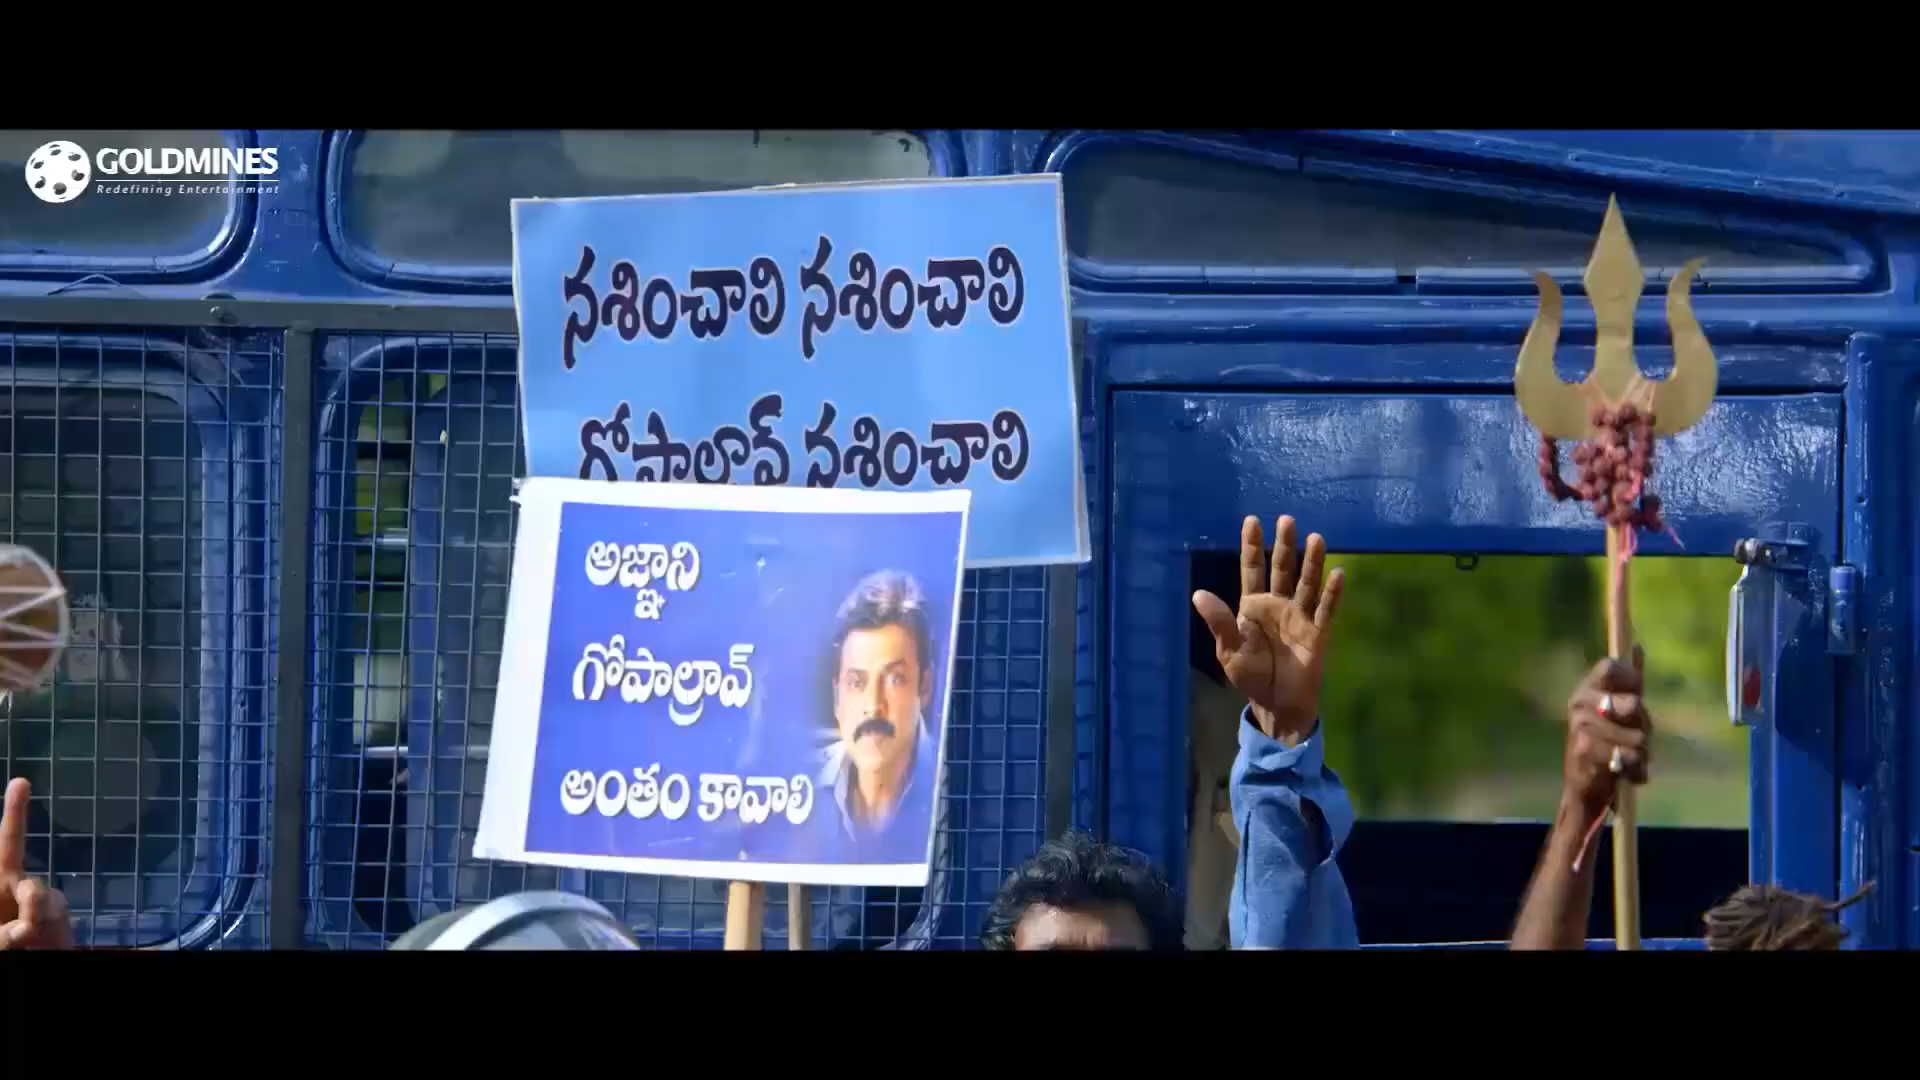 GOLDMINES
Redefining Entertainment
నశించాలి నశించాలి
గోపాల్రావ్ నశించాలి
అజ్ఞాని
గోపాల్రావ్
అంతం కావాలి